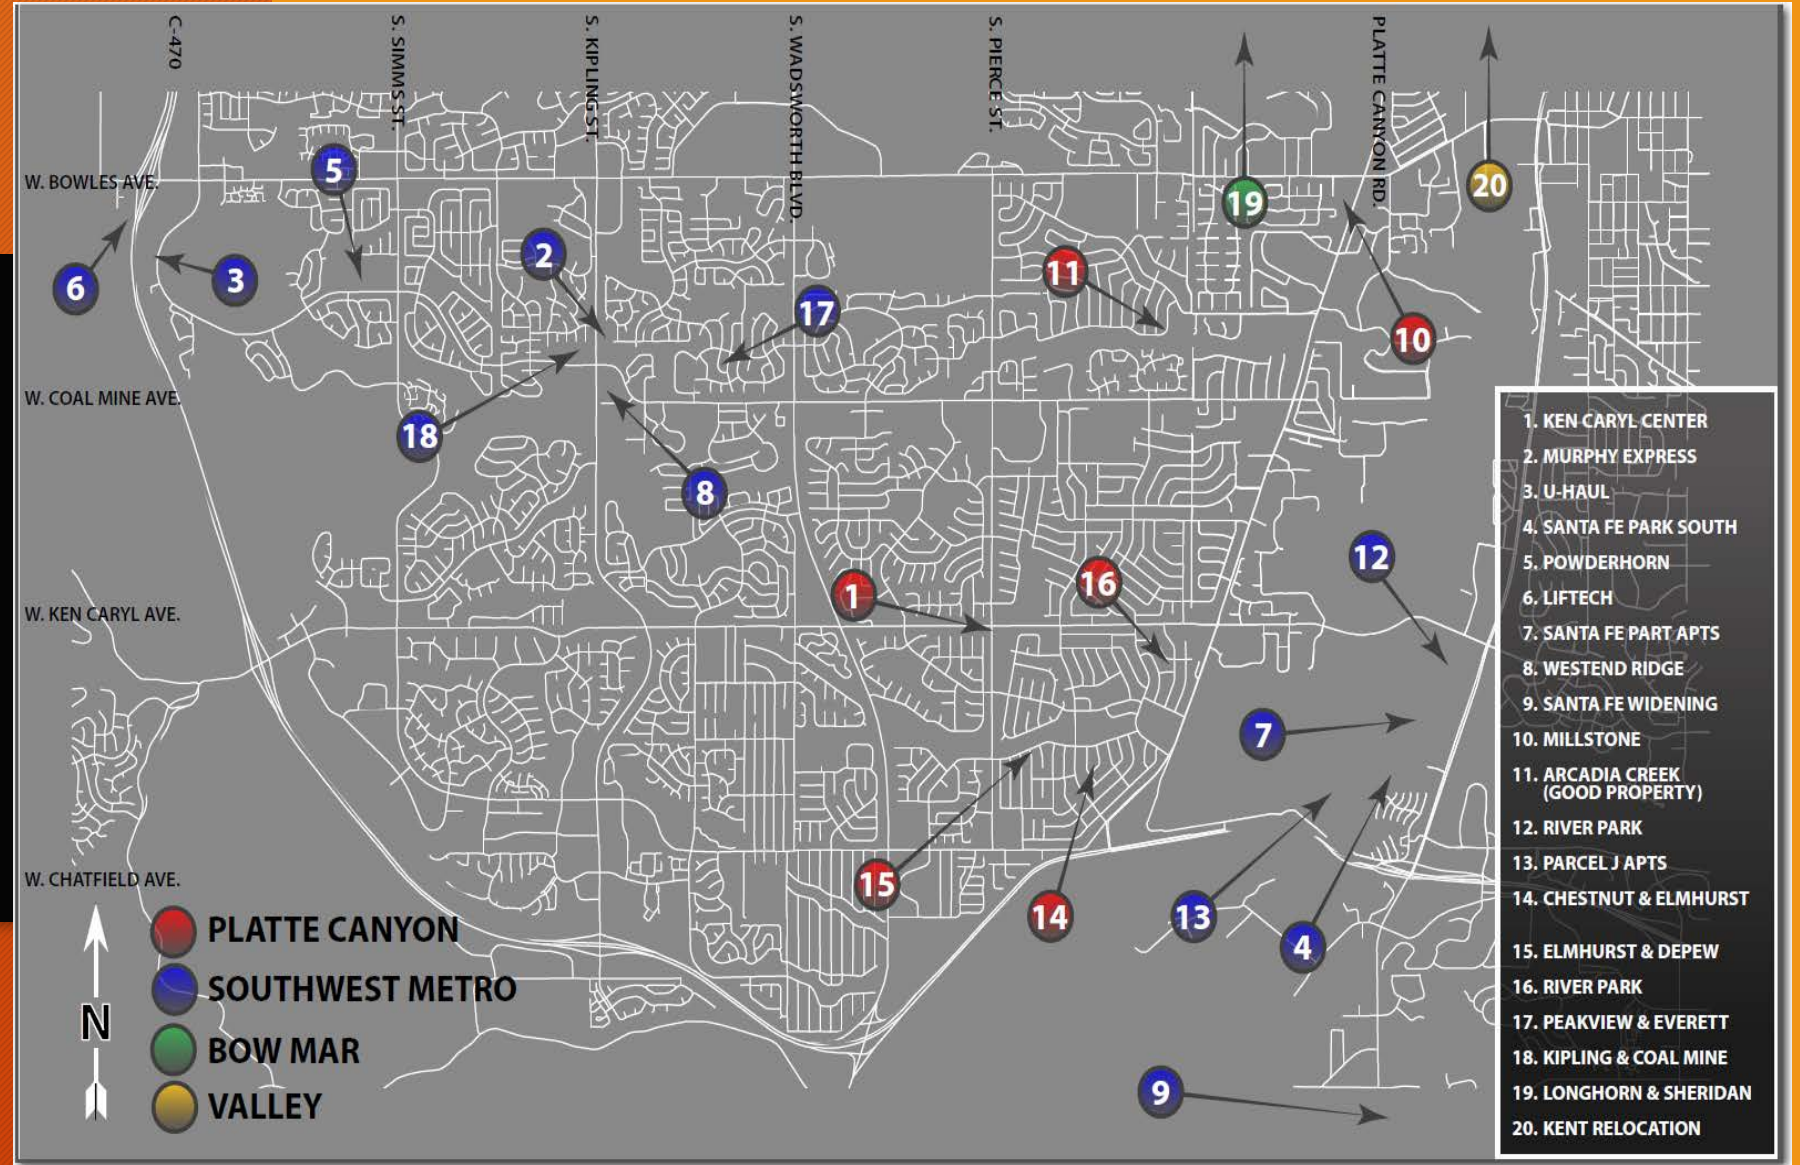 C-470
S. SIMMS ST.
S. KIPLING ST.
S. WADSWORTH BLVD.
S. PIERCE ST.
PLATTE CANYON RD.
W. BOWLES AVE.
5
20
19
2
11
6
3
17
10
W. COAL MINE AVE.
18
8
12
16
1
W. KEN CARYL AVE.
7
W. CHATFIELD AVE.
15
14
13
4
9
N
PLATTE CANYON
SOUTHWEST METRO
BOW MAR
VALLEY
1. KEN CARYL CENTER
2. MURPHY EXPRESS
3. U-HAUL
4. SANTA FE PARK SOUTH
5. POWDERHORN
6. LIFTECH
7. SANTA FE PART APTS
8. WESTEND RIDGE
9. SANTA FE WIDENING
10. MILLSTONE
11. ARCADIA CREEK
(GOOD PROPERTY)
12. RIVER PARK
13. PARCEL J APTS
14. CHESTNUT & ELMHURST
15. ELMHURST & DEPEW
16. RIVER PARK
17. PEAKVIEW & EVERETT
18. KIPLING & COAL MINE
19. LONGHORN & SHERIDAN
20. KENT RELOCATION